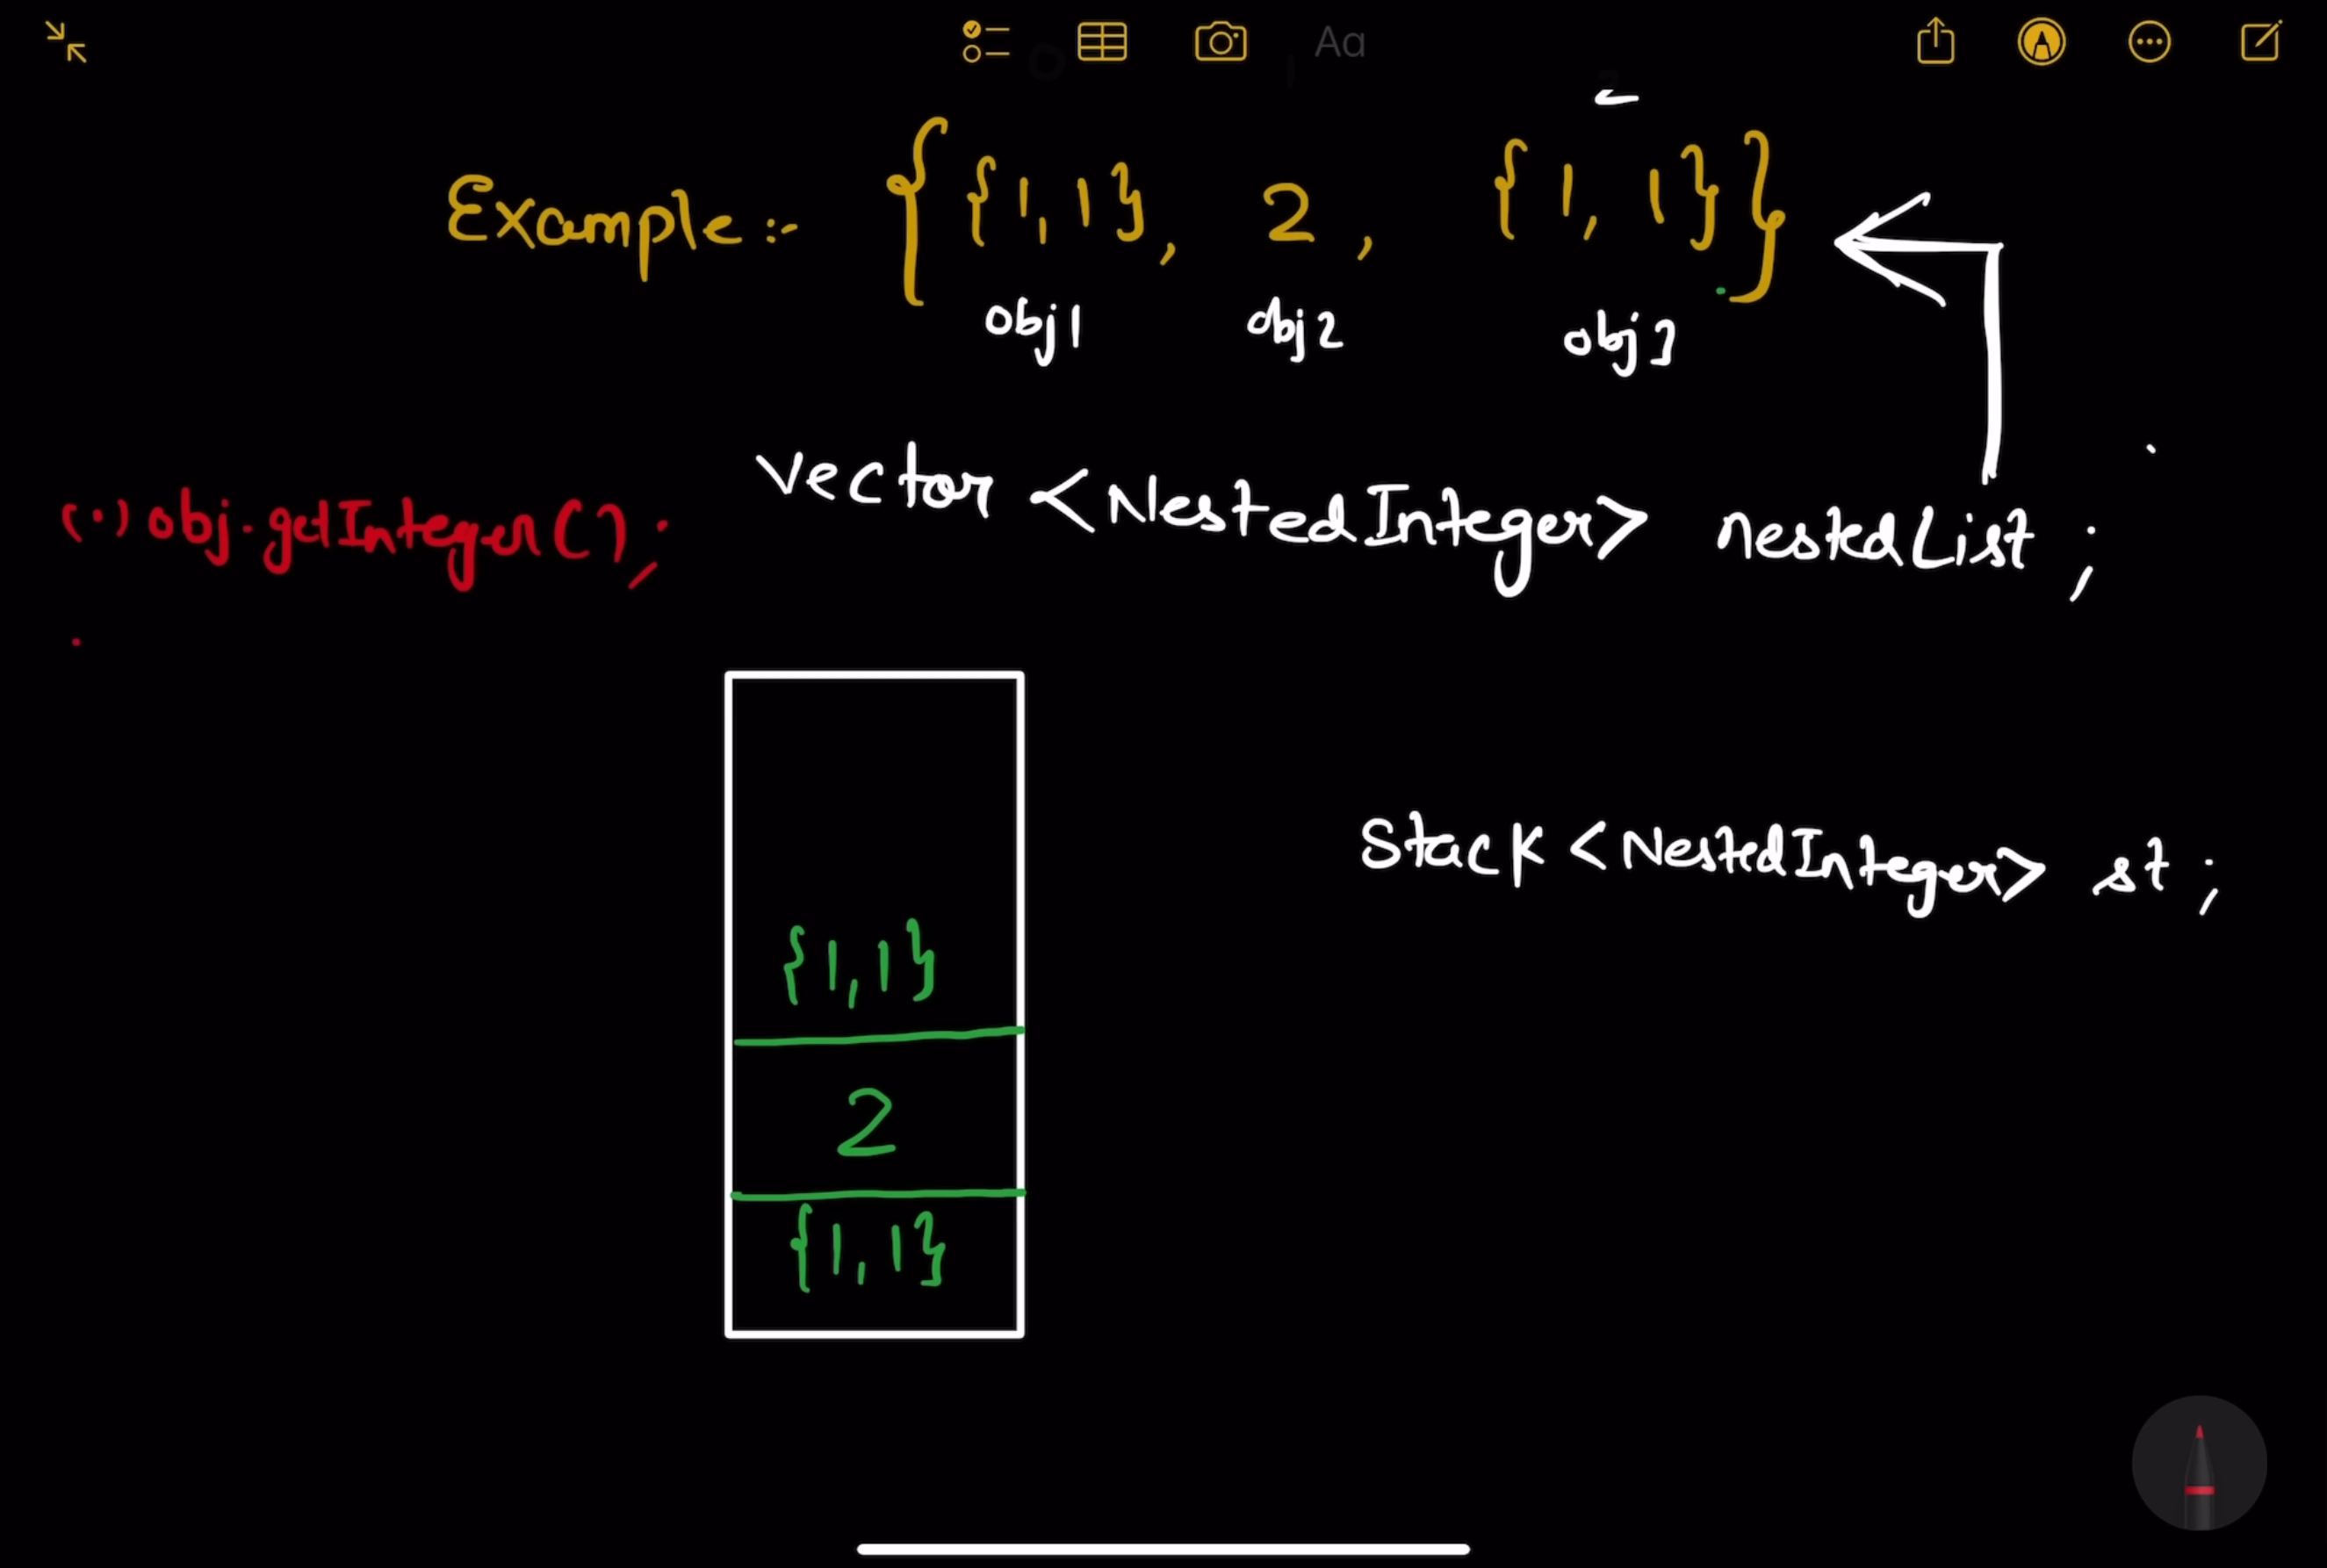 Aa
2
Example :- { {1,1}, 2, {1,1} }
obj1 obj2 obj3
vector <NestedInteger> nestedList ;
(•) obj.getInteger();
Stack <NestedInteger> st ;
{1,1}
2
{1,1}